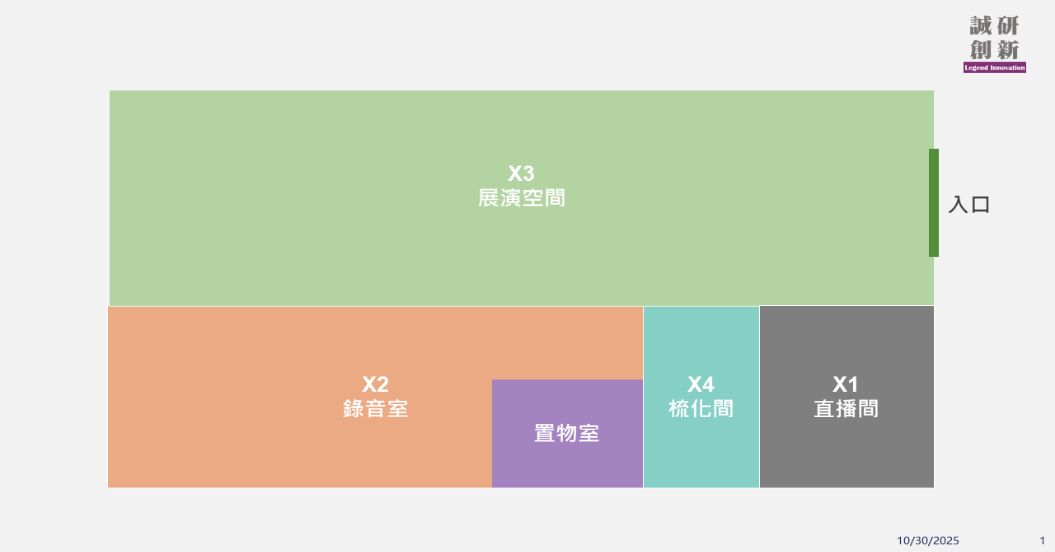 誠研
創新
Legend Innovation
X3
展演空間
入口
X2
錄音室
置物室
X4
梳化間
X1
直播間
10/30/2025
1